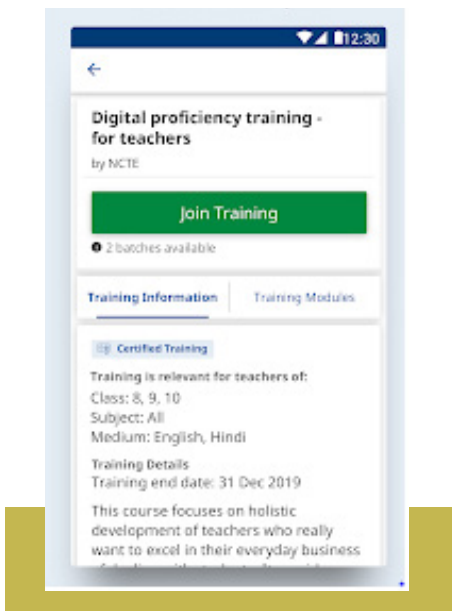 12:30
Digital proficiency training -
for teachers
by NCTE
Join Training
2 batches available
Training Information
Training Modules
Certified Training
Training is relevant for teachers of:
Class: 8, 9, 10
Subject: All
Medium: English, Hindi
Training Details
Training end date: 31 Dec 2019
This course focuses on holistic
development of teachers who really
want to excel in their everyday business